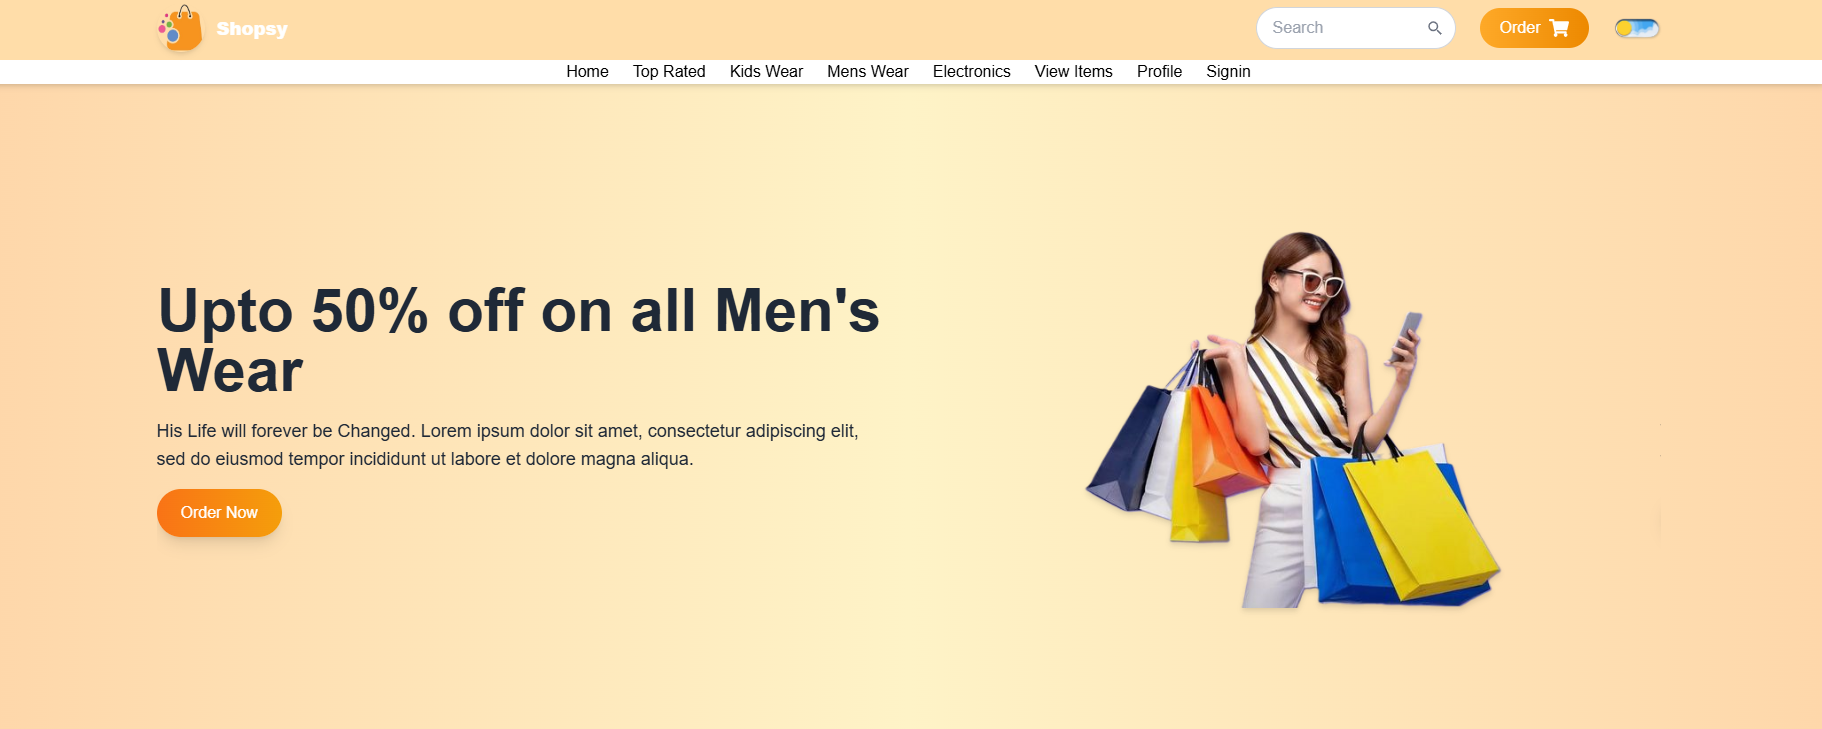 Shopsy
Search
Order
Home Top Rated Kids Wear Mens Wear Electronics View Items Profile Signin
Upto 50% off on all Men's
Wear
His Life will forever be Changed. Lorem ipsum dolor sit amet, consectetur adipiscing elit,
sed do eiusmod tempor incididunt ut labore et dolore magna aliqua.
Order Now